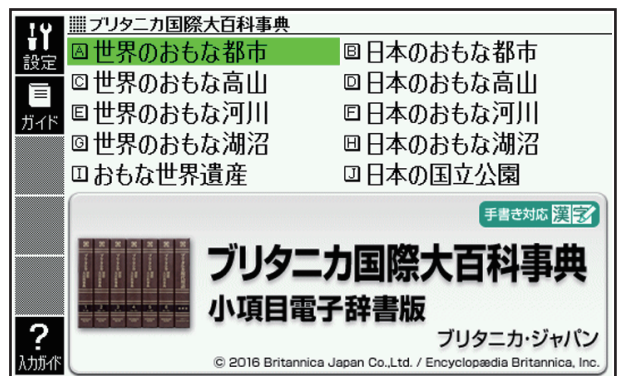 設定
ガイド
入力ガイド
ブリタニカ国際大百科事典
A 世界のおもな都市 B 日本のおもな都市
C 世界のおもな高山 D 日本のおもな高山
E 世界のおもな河川 F 日本のおもな河川
G 世界のおもな湖沼 H 日本のおもな湖沼
I おもな世界遺産 J 日本の国立公園
手書き対応 漢字
ブリタニカ国際大百科事典
小項目電子辞書版
ブリタニカ・ジャパン
© 2016 Britannica Japan Co.,Ltd. / Encyclopædia Britannica, Inc.